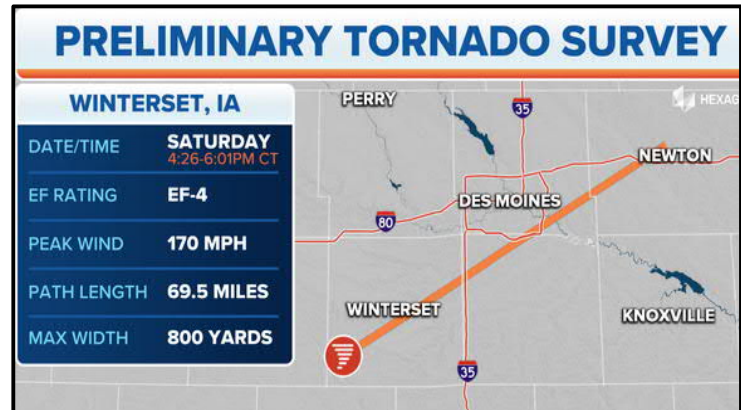 PRELIMINARY TORNADO SURVEY
WINTERSET, IA
DATE/TIME SATURDAY
4:26-6:01PM CT
EF RATING EF-4
PEAK WIND 170 MPH
PATH LENGTH 69.5 MILES
MAX WIDTH 800 YARDS
PERRY
35
HEXAG
NEWTON
DES MOINES
80
WINTERSET
KNOXVILLE
35